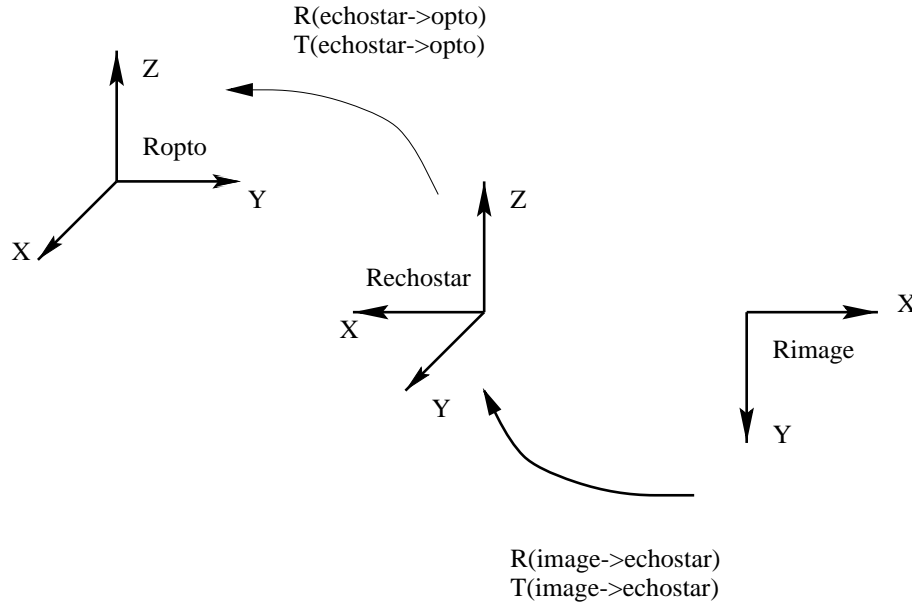 R(echostar->opto)
T(echostar->opto)
Z
Ropto
Y
X
Z
Rechostar
X
Y
X
Rimage
Y
R(image->echostar)
T(image->echostar)